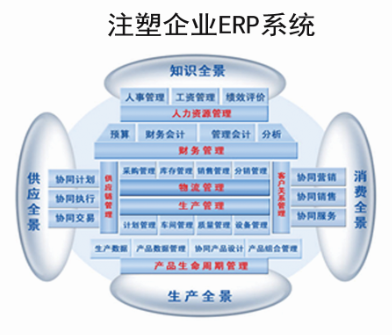 注塑企业ERP系统
知识全景
人事管理 工资管理 绩效评价
人力资源管理
预算 财务会计 管理会计 分析
财务管理
供应全景
协同计划
协同执行
协同交易
供应链管理
采购管理 库存管理 销售管理 分销管理
物流管理
生产管理
计划管理 车间管理 质量管理 设备管理
客户关系管理
协同营销
协同销售
协同服务
消费全景
生产数据 产品数据管理 协同产品设计 产品组合管理
产品生命周期管理
生产全景